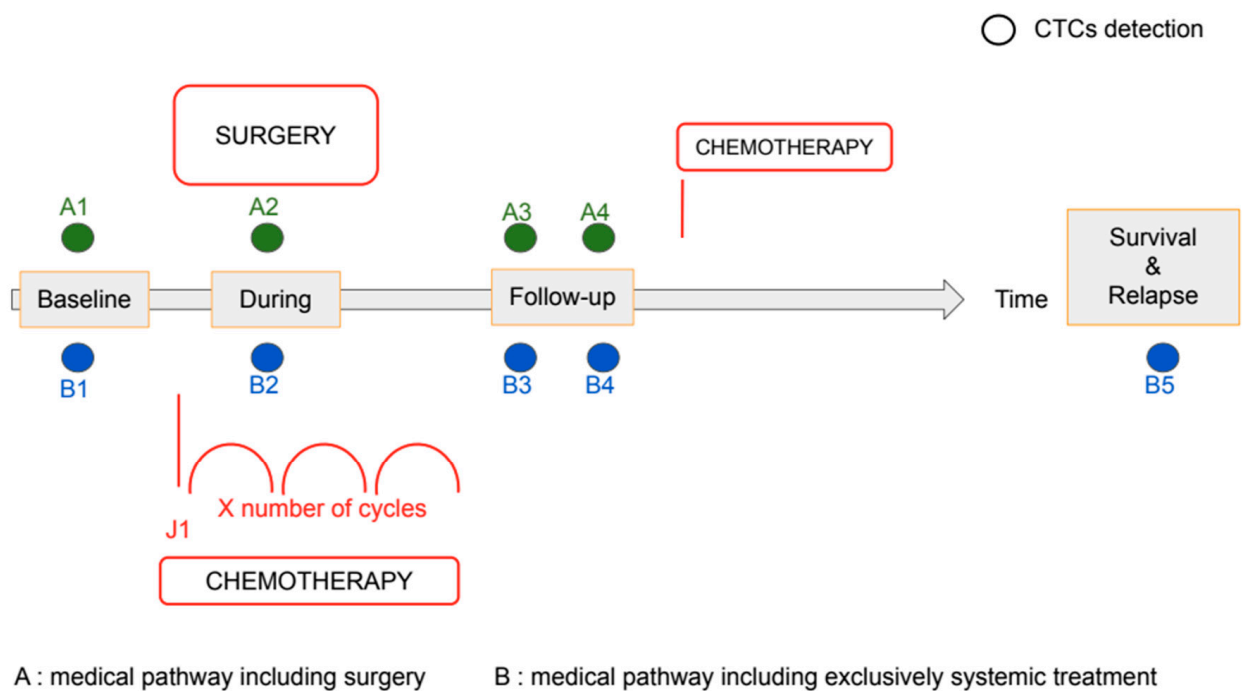 CTCs detection
SURGERY
CHEMOTHERAPY
A1
A2
A3
A4
Baseline
During
Follow-up
Time
Survival
&
Relapse
B1
B2
B3
B4
B5
X number of cycles
J1
CHEMOTHERAPY
A : medical pathway including surgery
B : medical pathway including exclusively systemic treatment